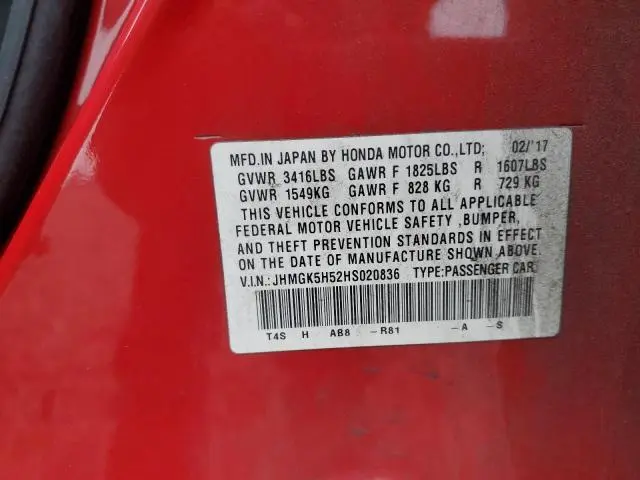 MFD.IN JAPAN BY HONDA MOTOR CO.,LTD; 02/'17
GVWR 3416LBS GAWR F 1825LBS R 1607LBS
GVWR 1549KG GAWR F 828 KG R 729 KG
THIS VEHICLE CONFORMS TO ALL APPLICABLE
FEDERAL MOTOR VEHICLE SAFETY ,BUMPER,
AND THEFT PREVENTION STANDARDS IN EFFECT
ON THE DATE OF MANUFACTURE SHOWN ABOVE.
V.I.N.:JHMGK5H52HS020836 TYPE:PASSENGER CAR
T4S H AB8 -R81 -A -S